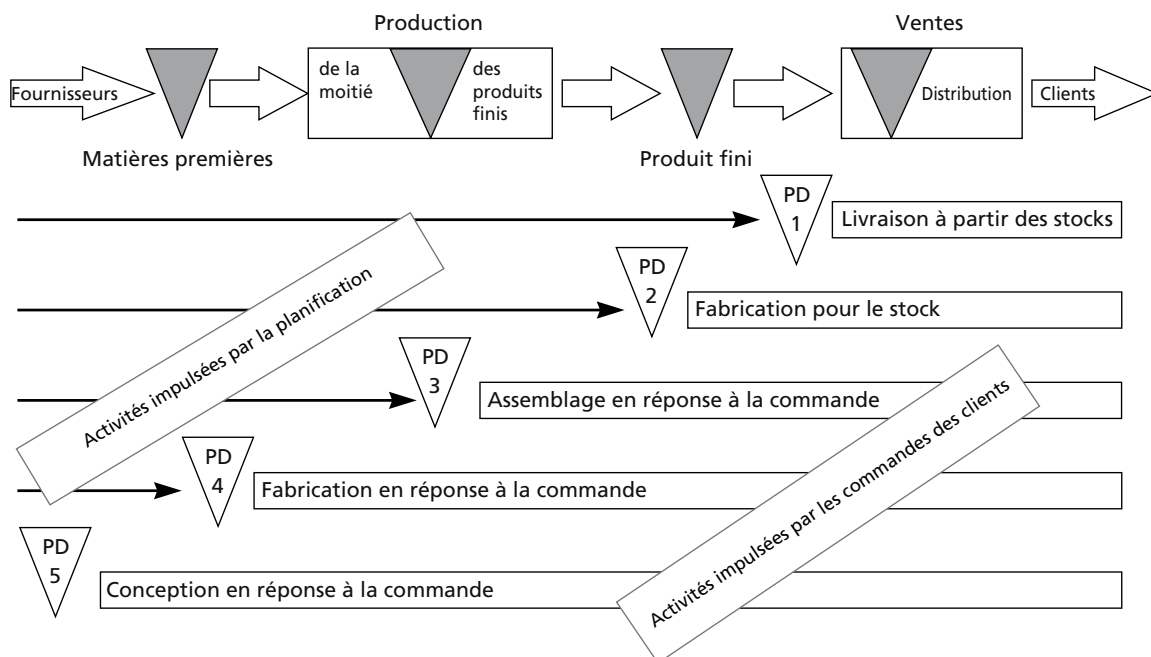 Production
Ventes
Fournisseurs
de la
moitié
des
produits
finis
Distribution
Clients
Matières premières
Produit fini
PD
1
Livraison à partir des stocks
PD
2
Fabrication pour le stock
Activités impulsées par la planification
PD
3
Assemblage en réponse à la commande
PD
4
Fabrication en réponse à la commande
Activités impulsées par les commandes des clients
PD
5
Conception en réponse à la commande